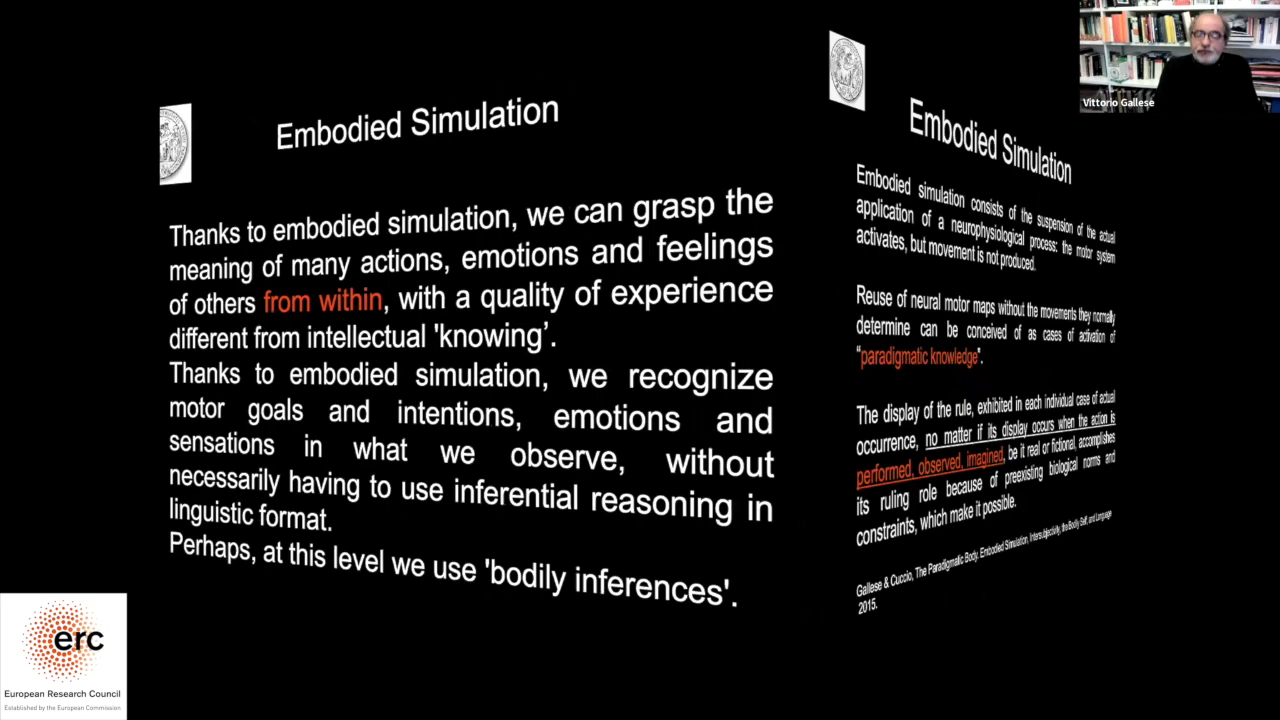 Embodied Simulation
Thanks to embodied simulation, we can grasp the
meaning of many actions, emotions and feelings
of others from within, with a quality of experience
different from intellectual 'knowing’.
Thanks to embodied simulation, we recognize
motor goals and intentions, emotions and
sensations in what we observe, without
necessarily having to use inferential reasoning in
linguistic format.
Perhaps, at this level we use 'bodily inferences'.
Embodied Simulation
Embodied simulation consists of the suspension of the actual
application of a neurophysiological process: the motor system
activates, but movement is not produced.
Reuse of neural motor maps without the movements they normally
determine can be conceived of as cases of activation of
“paradigmatic knowledge”.
The display of the rule, exhibited in each individual case of actual
occurrence, no matter if its display occurs when the action is
performed, observed, imagined, be it real or fictional, accomplishes
its ruling role because of preexisting biological norms and
constraints, which make it possible.
Gallese & Cuccio, The Paradigmatic Body. Embodied Simulation, Intersubjectivity, the Bodily Self, and Language
2015.
Vittorio Gallese
erc
European Research Council
Established by the European Commission